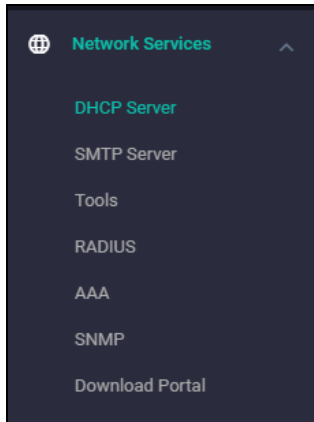 Network Services
DHCP Server
SMTP Server
Tools
RADIUS
AAA
SNMP
Download Portal